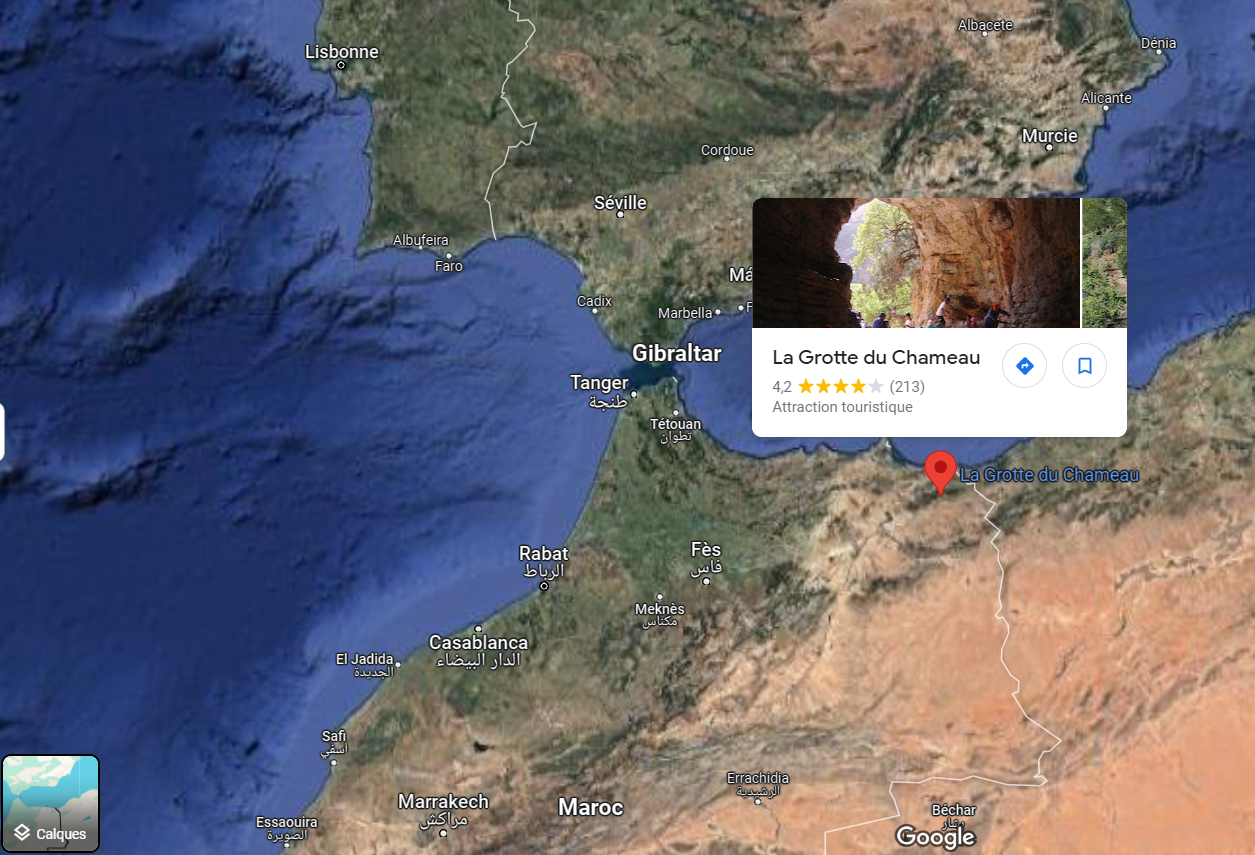 Albacete
Lisbonne
Dénia
Alicante
Murcie
Cordoue
Séville
Albufeira
Faro
Má
Cadix
Marbella
F
Gibraltar
La Grotte du Chameau
4,2 (213)
Attraction touristique
Tanger
طنجة
Tétouan
تطوان
La Grotte du Chameau
Rabat
الرباط
Fès
فاس
Meknès
مكناس
Casablanca
الدار البيضاء
El Jadida
الجديدة
Safi
أسفي
Errachidia
الرشيدية
Marrakech
مراكش
Maroc
Béchar
بشار
Essaouira
الصويرة
Calques
Google